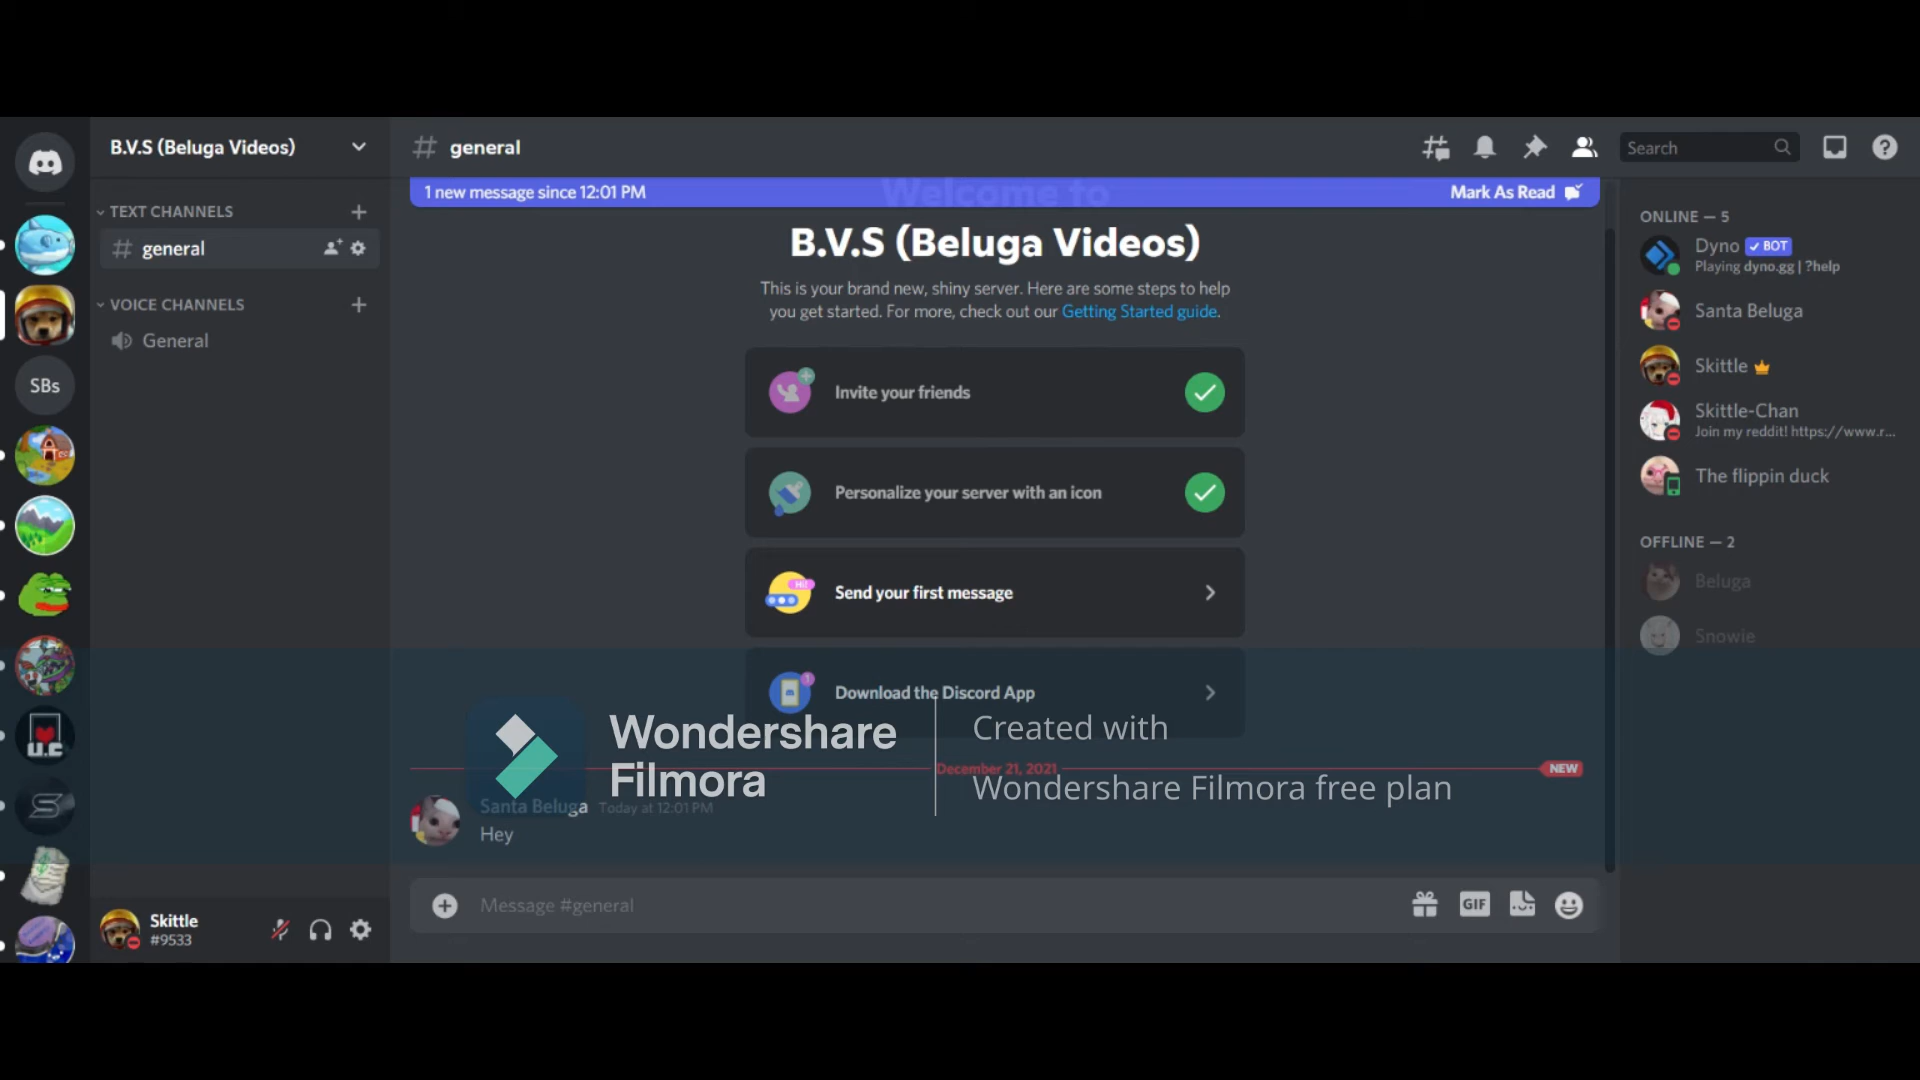 B.V.S (Beluga Videos)
general
Search
1 new message since 12:01 PM
Mark As Read
Welcome to
B.V.S (Beluga Videos)
This is your brand new, shiny server. Here are some steps to help
you get started. For more, check out our Getting Started guide.
TEXT CHANNELS
general
VOICE CHANNELS
General
SBs
Invite your friends
Personalize your server with an icon
Hi!
Send your first message
1
Download the Discord App
Wondershare
Filmora
Created with
Wondershare Filmora free plan
December 21, 2021
NEW
Santa Beluga Today at 12:01 PM
Hey
Message #general
GIF
U.C
Skittle
#9533
ONLINE — 5
Dyno BOT
Playing dyno.gg | ?help
Santa Beluga
Skittle
Skittle-Chan
Join my reddit! https://www.r...
The flippin duck
OFFLINE — 2
Beluga
Snowie